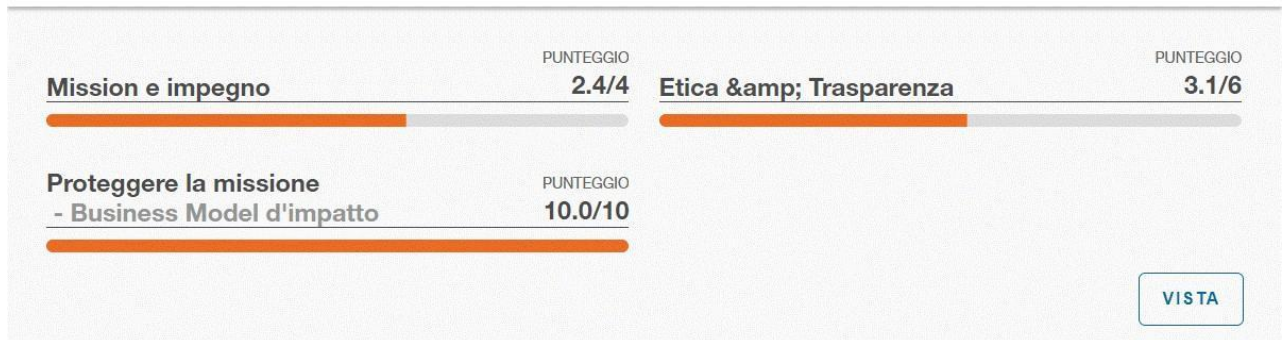 PUNTEGGIO
Mission e impegno 2.4/4
PUNTEGGIO
Etica &amp; Trasparenza 3.1/6
Proteggere la missione PUNTEGGIO
- Business Model d'impatto 10.0/10
VISTA